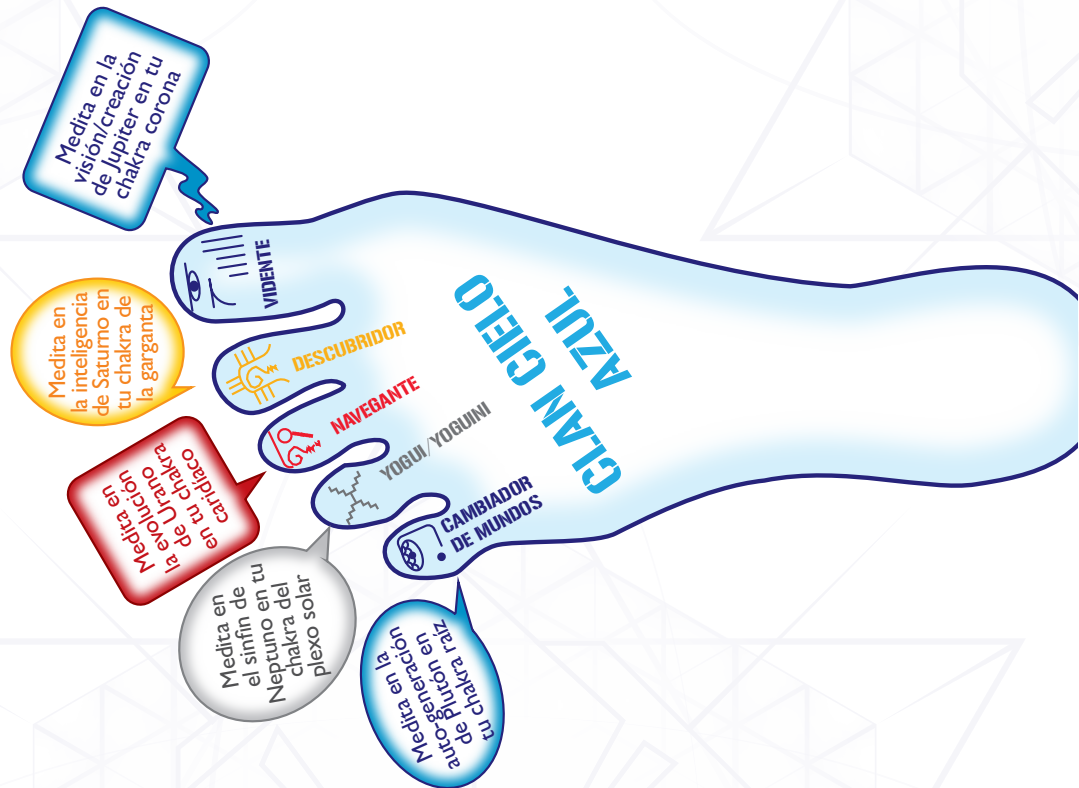 Medita en la
visión/creación
de Jupiter en tu
chakra corona
VIDENTE
Medita en
la inteligencia
de Saturno en
tu chakra de
la garganta
DESCUBRIDOR
Medita en
la evolución
de Urano
en tu chakra
cardíaco
NAVEGANTE
Medita en
el sinfin de
Neptuno en tu
chakra del
plexo solar
YOGUI/YOGUINI
Medita en la
auto-generación
de Plutón en
tu chakra raíz
CAMBIADOR
DE MUNDOS
CLAN CIELO
AZUL